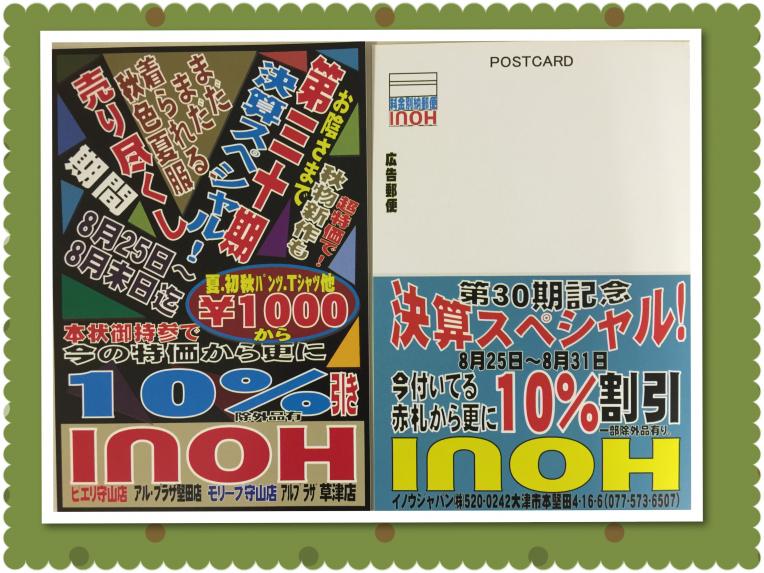 お陰さまで
第三十期
決算スペシャル!
まだ
まだまだ
着られる
秋色夏服
売り尽くし
超特価で!
秋物新作も
期間
8月25日~
8月末日迄
夏.初秋パンツ.Tシャツ他
¥1000
から
本状御持参で
今の特価から更に
10%引き
除外品有
INOH
ピエリ守山店 アル・プラザ堅田店 モリーブ守山店 アルプラザ草津店
POSTCARD
料金別納郵便
INOH
広告郵便
第30期記念
決算スペシャル!
8月25日~8月31日
今付いてる
赤札から更に
10%割引
一部除外品有り。
INOH
イノウジャパン(株)520-0242大津市本堅田4-16-6(077-573-6507)